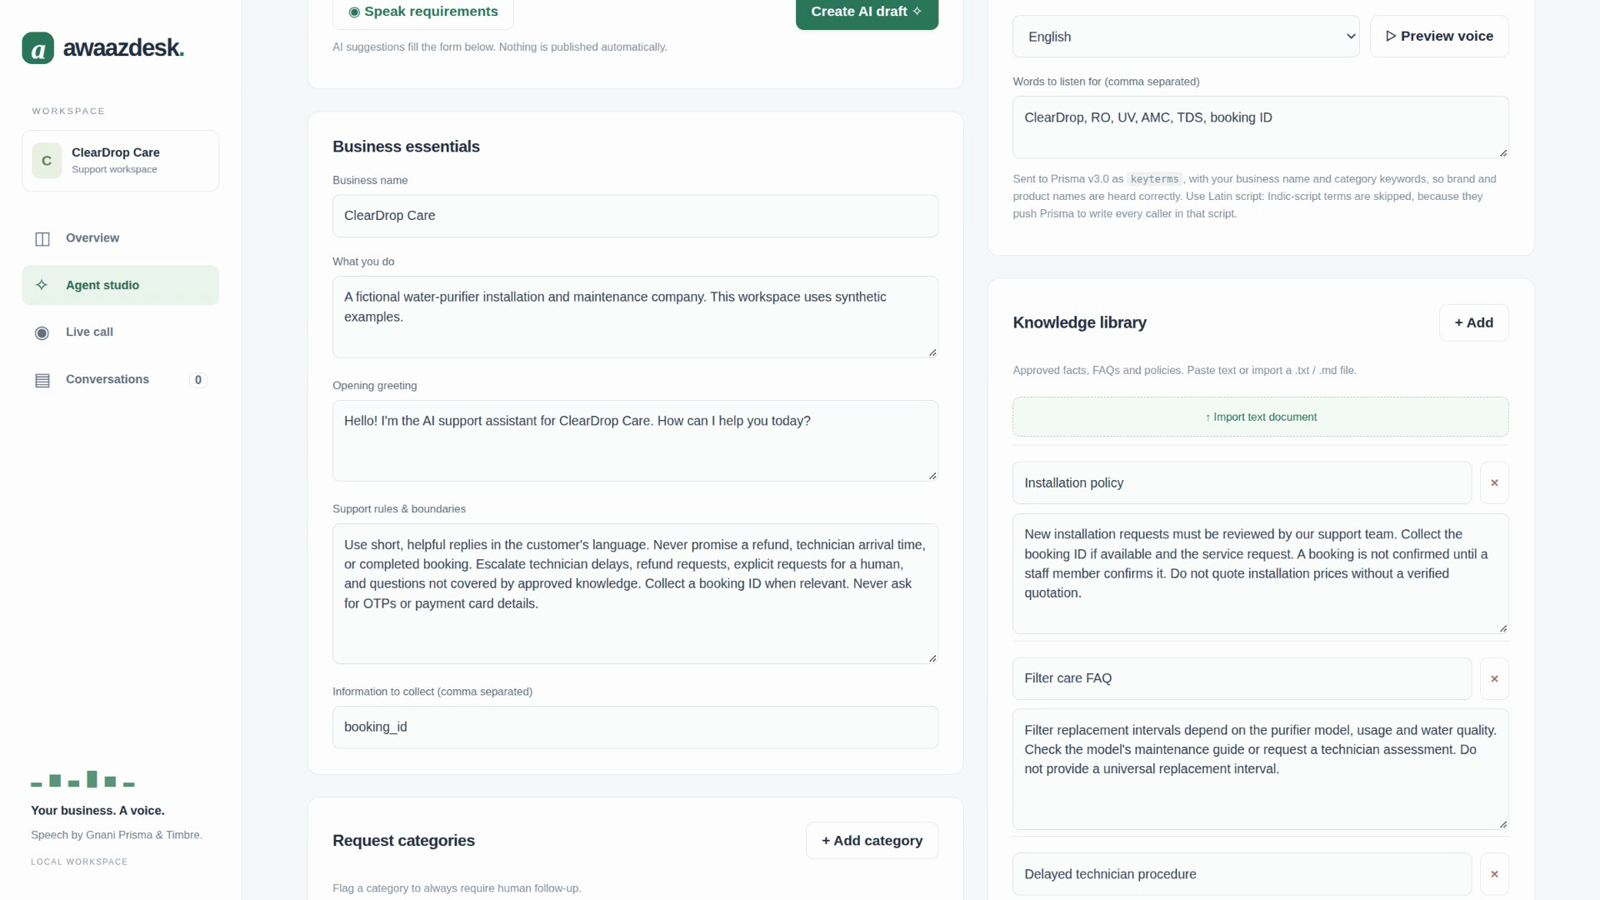 a awaazdesk.
WORKSPACE
C
ClearDrop Care
Support workspace
Overview
Agent studio
Live call
Conversations
0
Your business. A voice.
Speech by Gnani Prisma & Timbre.
LOCAL WORKSPACE
Speak requirements
Create AI draft
AI suggestions fill the form below. Nothing is published automatically.
Business essentials
Business name
ClearDrop Care
What you do
A fictional water-purifier installation and maintenance company. This workspace uses synthetic
examples.
Opening greeting
Hello! I'm the AI support assistant for ClearDrop Care. How can I help you today?
Support rules & boundaries
Use short, helpful replies in the customer's language. Never promise a refund, technician arrival time,
or completed booking. Escalate technician delays, refund requests, explicit requests for a human,
and questions not covered by approved knowledge. Collect a booking ID when relevant. Never ask
for OTPs or payment card details.
Information to collect (comma separated)
booking_id
Request categories
+ Add category
Flag a category to always require human follow-up.
English
Preview voice
Words to listen for (comma separated)
ClearDrop, RO, UV, AMC, TDS, booking ID
Sent to Prisma v3.0 as keyterms, with your business name and category keywords, so brand and
product names are heard correctly. Use Latin script: Indic-script terms are skipped, because they
push Prisma to write every caller in that script.
Knowledge library
+ Add
Approved facts, FAQs and policies. Paste text or import a .txt / .md file.
↑ Import text document
Installation policy
×
New installation requests must be reviewed by our support team. Collect the
booking ID if available and the service request. A booking is not confirmed until a
staff member confirms it. Do not quote installation prices without a verified
quotation.
Filter care FAQ
×
Filter replacement intervals depend on the purifier model, usage and water quality.
Check the model's maintenance guide or request a technician assessment. Do
not provide a universal replacement interval.
Delayed technician procedure
×